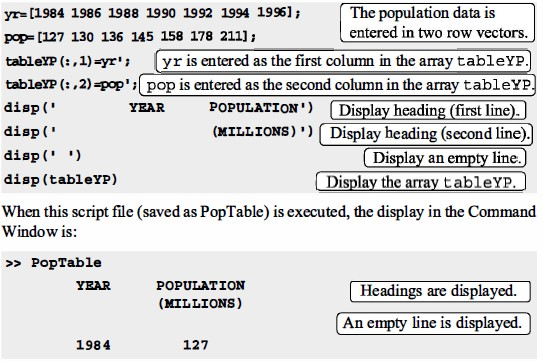 yr=[1984 1986 1988 1990 1992 1994 1996];
The population data is
entered in two row vectors.
pop=[127 130 136 145 158 178 211];
tableYP(:,1)=yr'; yr is entered as the first column in the array tableYP.
tableYP(:,2)=pop'; pop is entered as the second column in the array tableYP.
disp('          YEAR     POPULATION') Display heading (first line).
disp('                   (MILLIONS)') Display heading (second line).
disp(' ') Display an empty line.
disp(tableYP) Display the array tableYP.
When this script file (saved as PopTable) is executed, the display in the Command
Window is:
>> PopTable
YEAR POPULATION Headings are displayed.
(MILLIONS)
An empty line is displayed.
1984 127